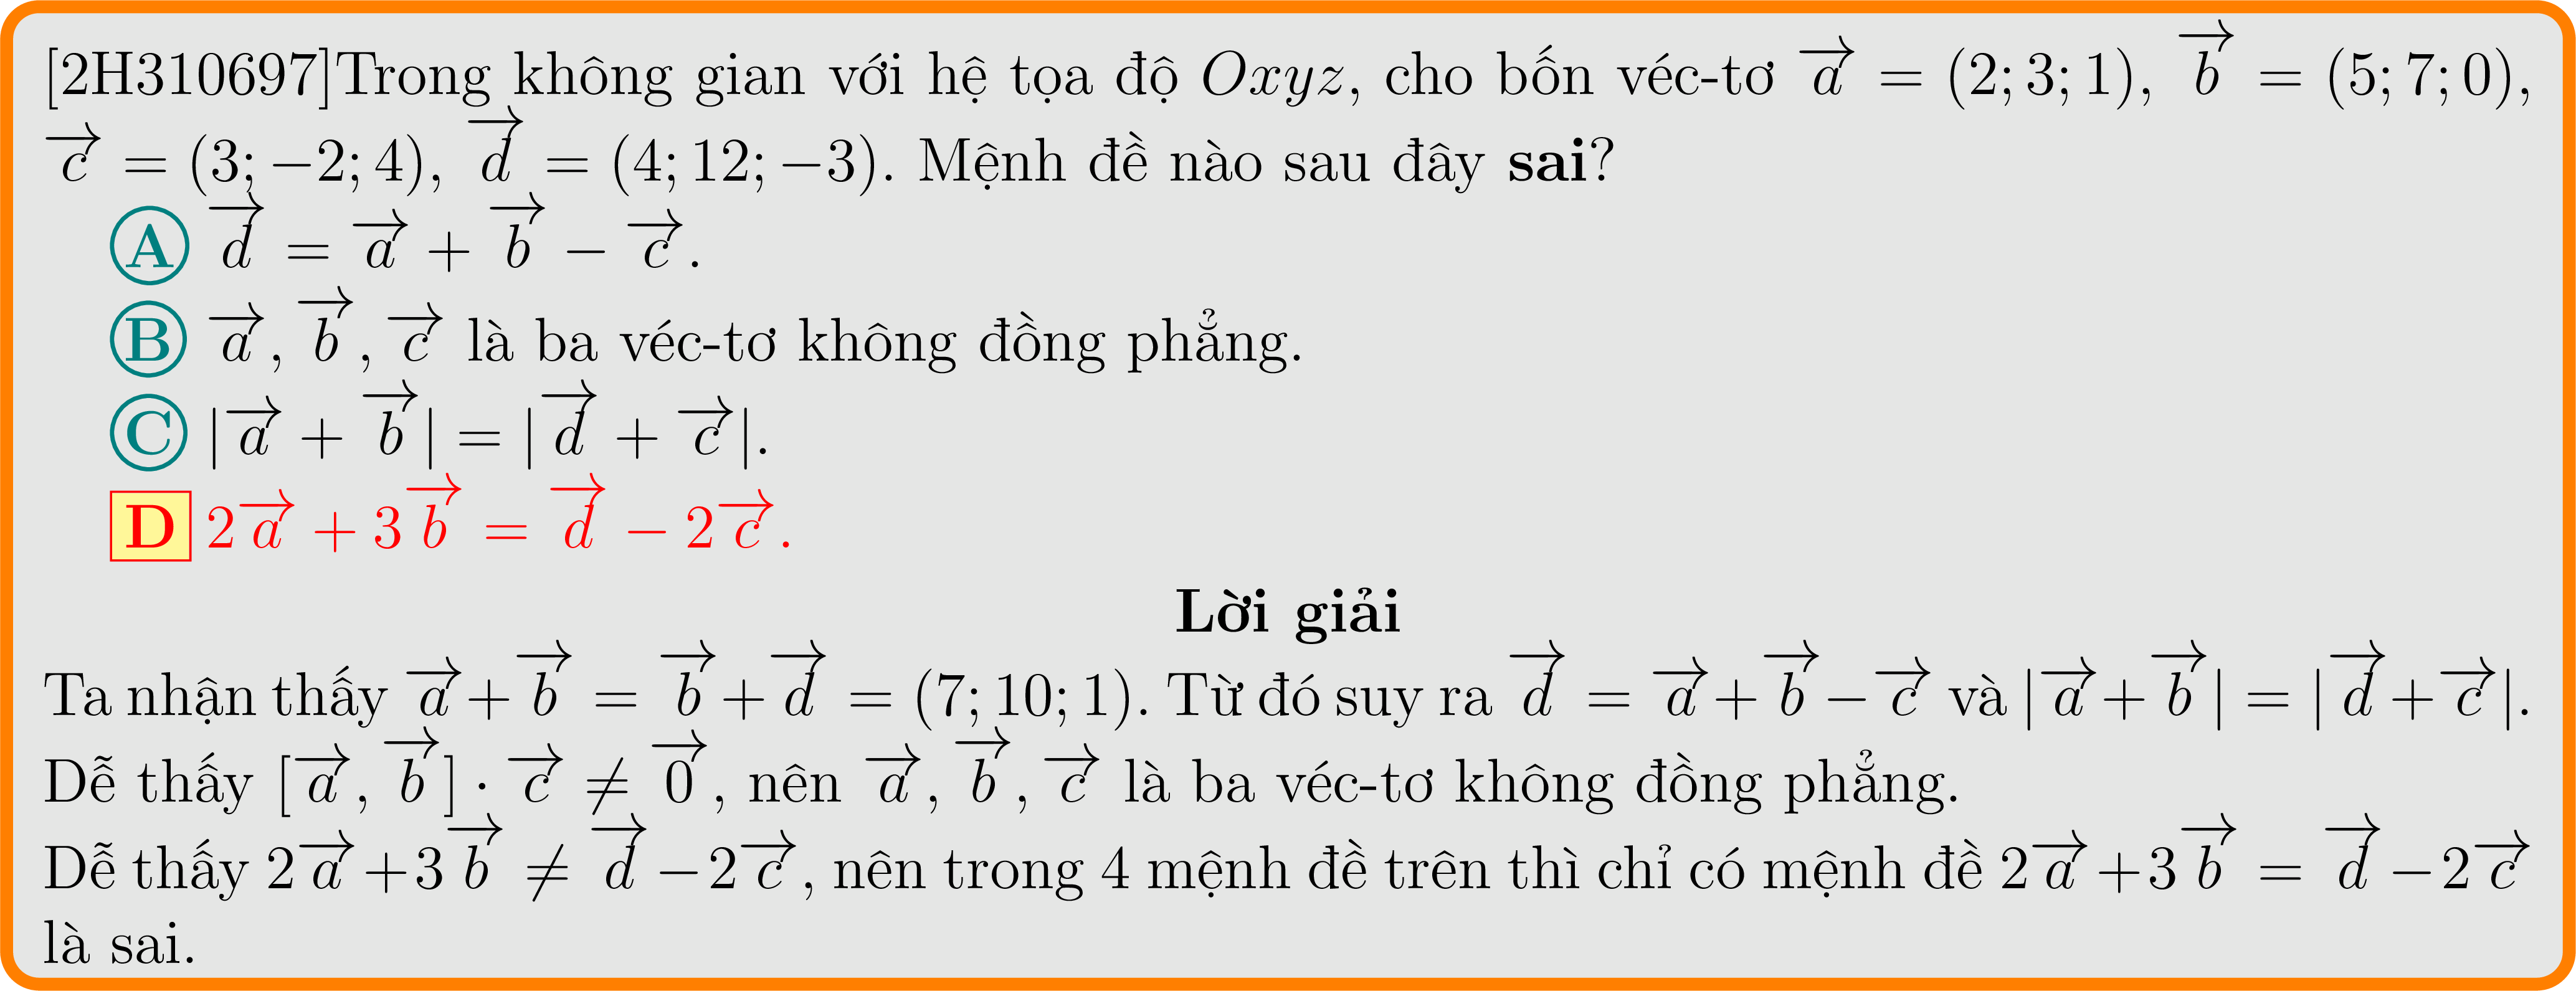 [2H310697]Trong không gian với hệ tọa độ Oxyz, cho bốn véc-tơ $\overrightarrow{a} = (2; 3; 1)$, $\overrightarrow{b} = (5; 7; 0)$,
$\overrightarrow{c} = (3; -2; 4)$, $\overrightarrow{d} = (4; 12; -3)$. Mệnh đề nào sau đây sai?
A $\overrightarrow{d} = \overrightarrow{a} + \overrightarrow{b} - \overrightarrow{c}$.
B $\overrightarrow{a}, \overrightarrow{b}, \overrightarrow{c}$ là ba véc-tơ không đồng phẳng.
C $|\overrightarrow{a} + \overrightarrow{b}| = |\overrightarrow{d} + \overrightarrow{c}|$.
D $2\overrightarrow{a} + 3\overrightarrow{b} = \overrightarrow{d} - 2\overrightarrow{c}$.
Lời giải
Ta nhận thấy $\overrightarrow{a} + \overrightarrow{b} = \overrightarrow{b} + \overrightarrow{d} = (7; 10; 1)$. Từ đó suy ra $\overrightarrow{d} = \overrightarrow{a} + \overrightarrow{b} - \overrightarrow{c}$ và $|\overrightarrow{a} + \overrightarrow{b}| = |\overrightarrow{d} + \overrightarrow{c}|$.
Dễ thấy $[\overrightarrow{a}, \overrightarrow{b}] \cdot \overrightarrow{c} \neq \overrightarrow{0}$, nên $\overrightarrow{a}, \overrightarrow{b}, \overrightarrow{c}$ là ba véc-tơ không đồng phẳng.
Dễ thấy $2\overrightarrow{a} + 3\overrightarrow{b} \neq \overrightarrow{d} - 2\overrightarrow{c}$, nên trong 4 mệnh đề trên thì chỉ có mệnh đề $2\overrightarrow{a} + 3\overrightarrow{b} = \overrightarrow{d} - 2\overrightarrow{c}$
là sai.